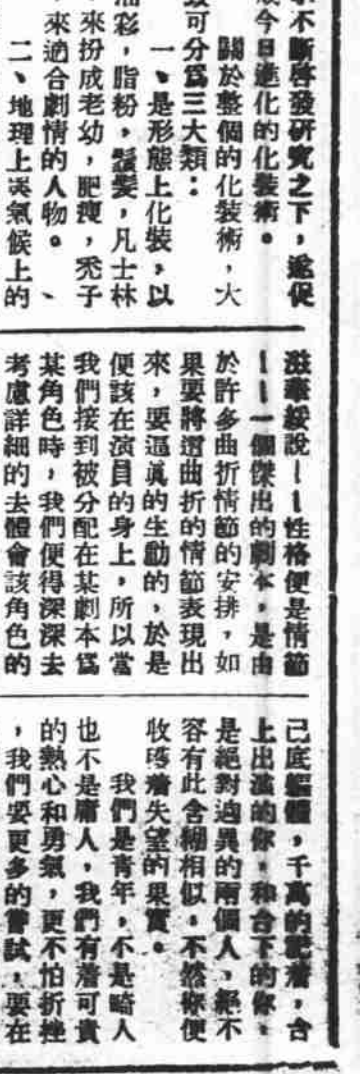 不斷啓發研究之下，遂促
成今日進化的化裝術。
關於整個的化裝術，大
致可分爲三大類：
一、是形態上化裝，以
油彩，脂粉，鬚髮，凡士林
來扮成老幼，肥瘦，禿子
來適合劇情的人物。、
二、地理上與氣候上的
綏說——性格便是情節
——一個傑出的劇本，是由
於許多曲折情節的安排，如
果要將這曲折的情節表現出
來，要逼眞的生動的，於是
便該在演員的身上，所以當
我們接到被分配在某劇本爲
某角色時，我們便得深深去
考慮詳細的去體會該角色的
己底軀體，千萬的記着，台
上出的你，和台下的你，
是絕對逈異的兩個人，絕不
容有此含糊相似，不然你便
收穫着失望的果實。
我們是青年，不是畸人
也不是庸人，我們有着可貴
的熱心和勇氣，更不怕折挫
，我們要更多的嘗試，要在